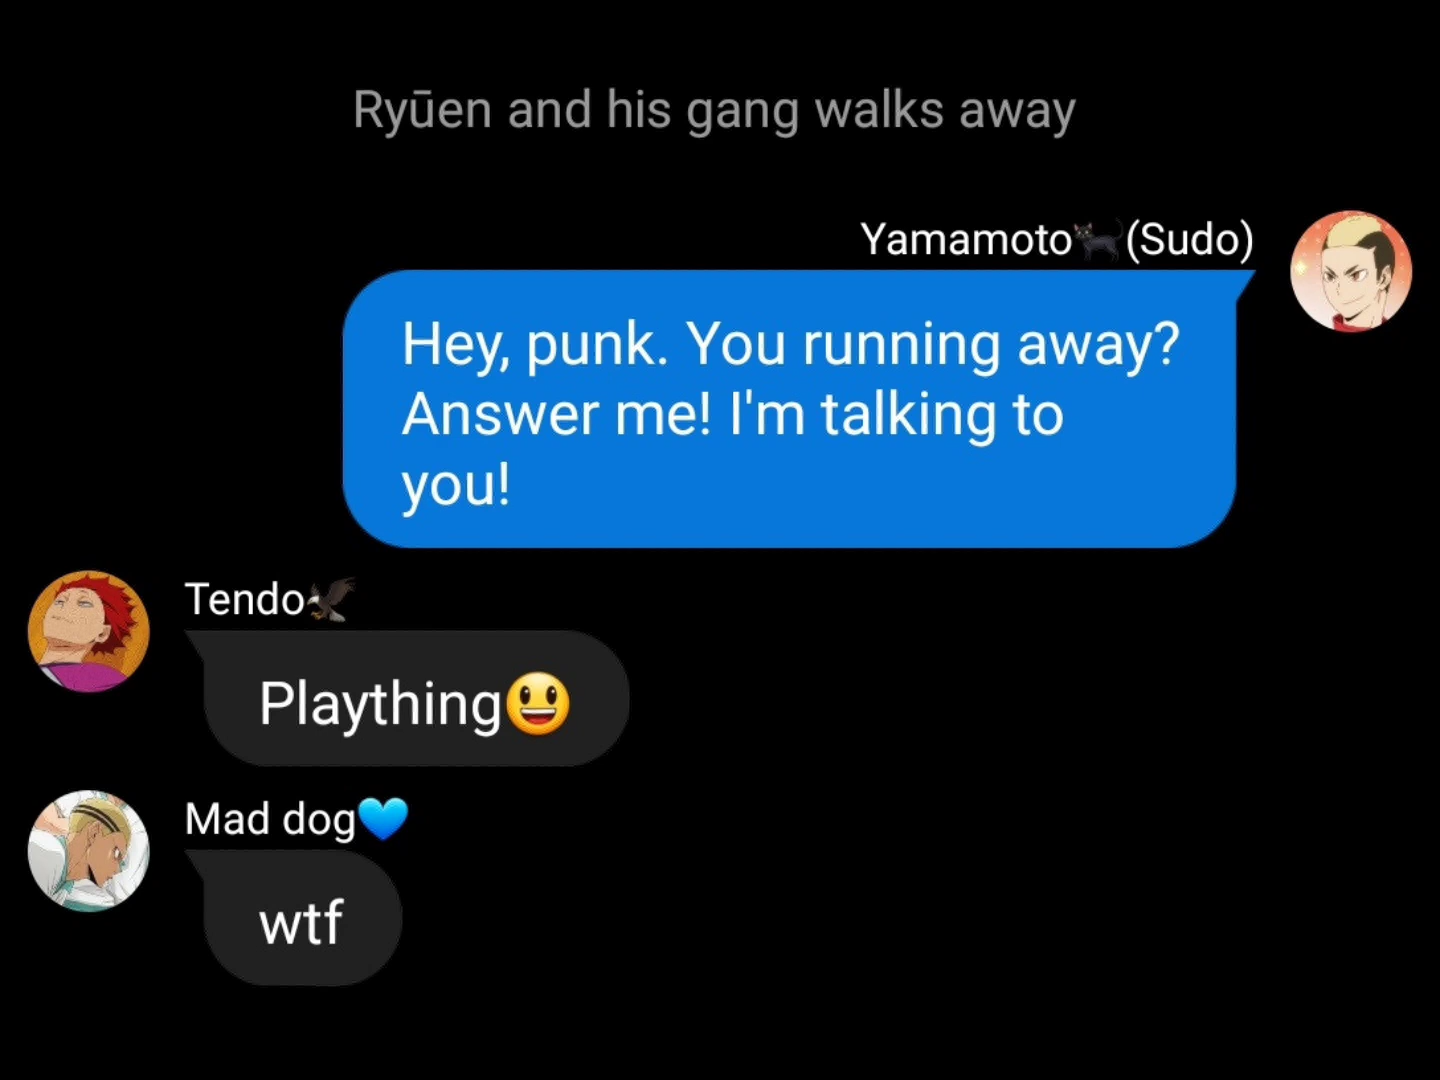 Ryūen and his gang walks away
Yamamoto🐈‍⬛(Sudo)
Hey, punk. You running away?
Answer me! I'm talking to
you!
Tendo🦅
Plaything😃
Mad dog💙
wtf